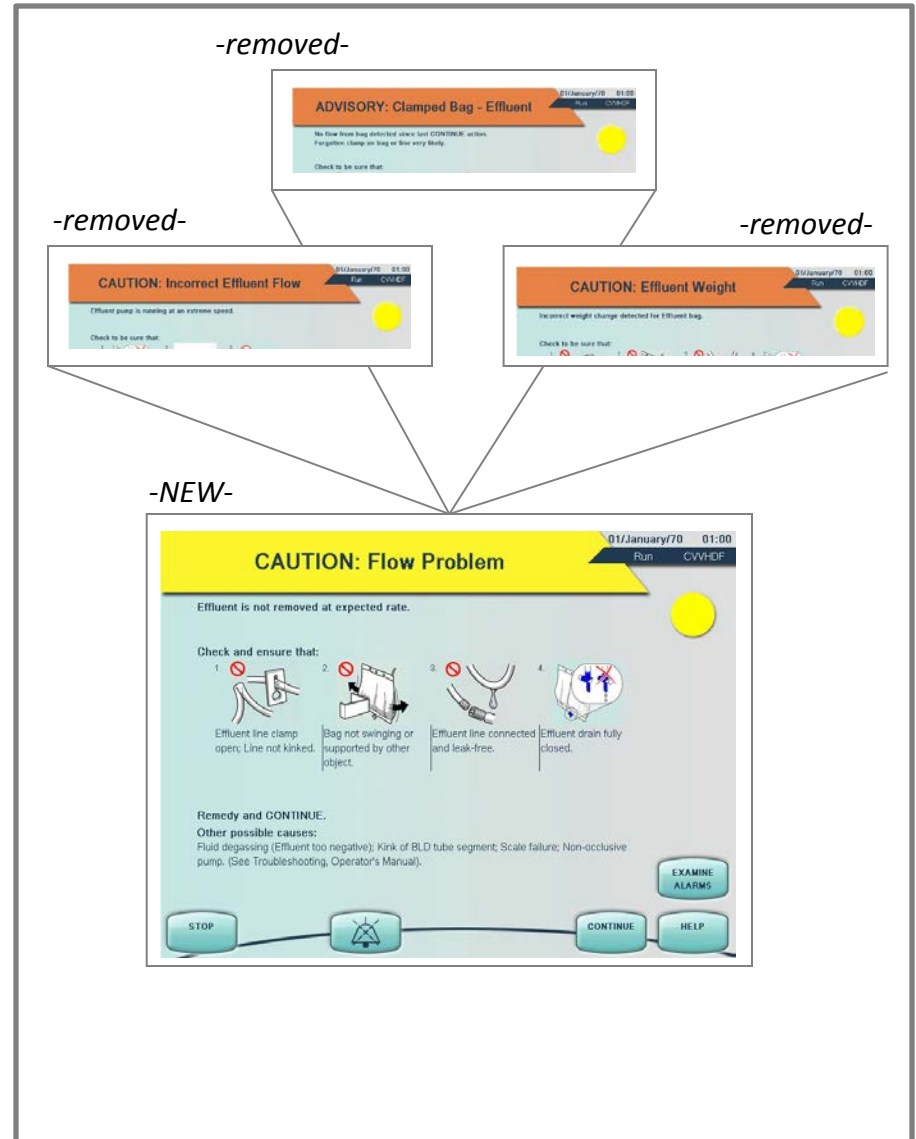 -removed-
ADVISORY: Clamped Bag - Effluent
01/January/70 01:00
Run CVVHDF
No flow from bag detected since last CONTINUE action.
Forgotten clamp on bag or line very likely.
Check to be sure that:
-removed-
CAUTION: Incorrect Effluent Flow
01/January/70 01:00
Run CVVHDF
Effluent pump is running at an extreme speed.
Check to be sure that:
-removed-
CAUTION: Effluent Weight
01/January/70 01:00
Run CVVHDF
Incorrect weight change detected for Effluent bag.
Check to be sure that:
-NEW-
CAUTION: Flow Problem
01/January/70 01:00
Run CVVHDF
Effluent is not removed at expected rate.
Check and ensure that:
1. 2. 3. 4.
Effluent line clamp
open; Line not kinked.
Bag not swinging or
supported by other
object.
Effluent line connected
and leak-free.
Effluent drain fully
closed.
Remedy and CONTINUE.
Other possible causes:
Fluid degassing (Effluent too negative); Kink of BLD tube segment; Scale failure; Non-occlusive
pump. (See Troubleshooting, Operator's Manual).
EXAMINE
ALARMS
STOP
CONTINUE
HELP